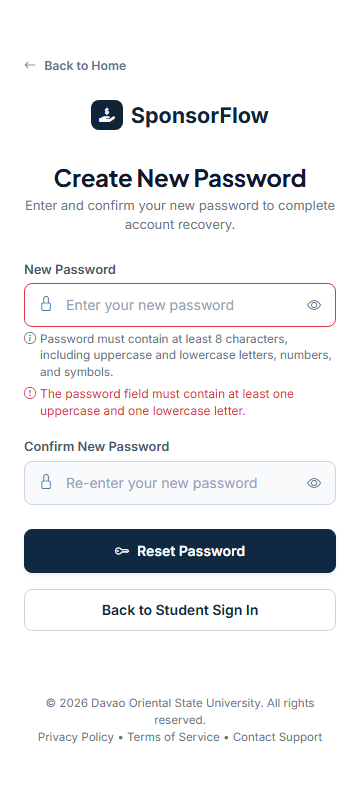 Back to Home
SponsorFlow
Create New Password
Enter and confirm your new password to complete
account recovery.
New Password
Enter your new password
Password must contain at least 8 characters,
including uppercase and lowercase letters, numbers,
and symbols.
The password field must contain at least one
uppercase and one lowercase letter.
Confirm New Password
Re-enter your new password
Reset Password
Back to Student Sign In
© 2026 Davao Oriental State University. All rights
reserved.
Privacy Policy • Terms of Service • Contact Support